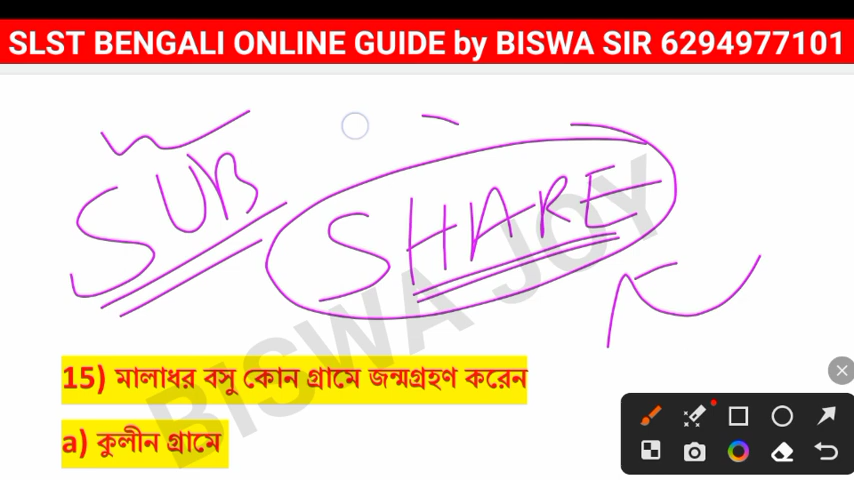 SLST BENGALI ONLINE GUIDE by BISWA SIR 6294977101
SUB SHARE
BISWA JOY
15) মালাধর বসু কোন গ্রামে জন্মগ্রহণ করেন
a) কুলীন গ্রামে